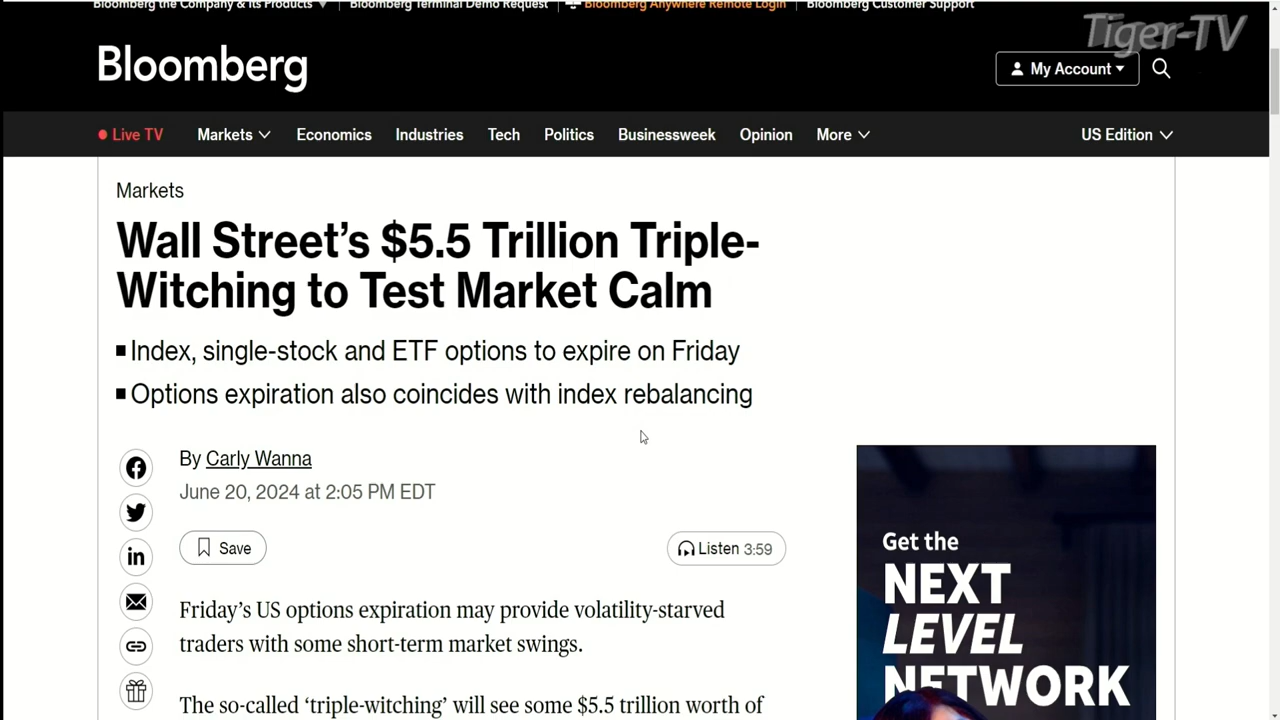 Bloomberg the Company & Its Products
Bloomberg Terminal Demo Request
Bloomberg Anywhere Remote Login
Bloomberg Customer Support
Tiger-TV
Bloomberg
My Account
Live TV
Markets
Economics
Industries
Tech
Politics
Businessweek
Opinion
More
US Edition
Markets
Wall Street’s $5.5 Trillion Triple-
Witching to Test Market Calm
Index, single-stock and ETF options to expire on Friday
Options expiration also coincides with index rebalancing
By Carly Wanna
June 20, 2024 at 2:05 PM EDT
Save
Listen 3:59
Friday’s US options expiration may provide volatility-starved
traders with some short-term market swings.
The so-called ‘triple-witching’ will see some $5.5 trillion worth of
Get the
NEXT
LEVEL
NETWORK